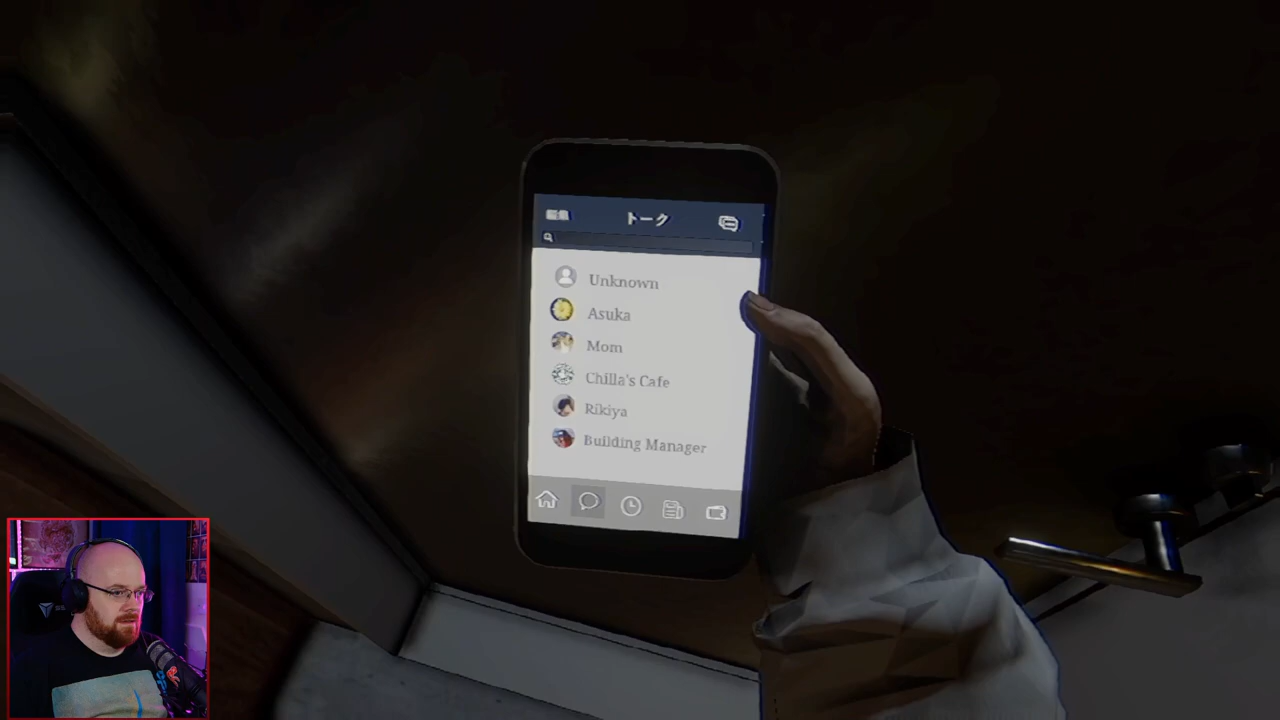 トーク
Unknown
Asuka
Mom
Chilla's Cafe
Rikiya
Building Manager